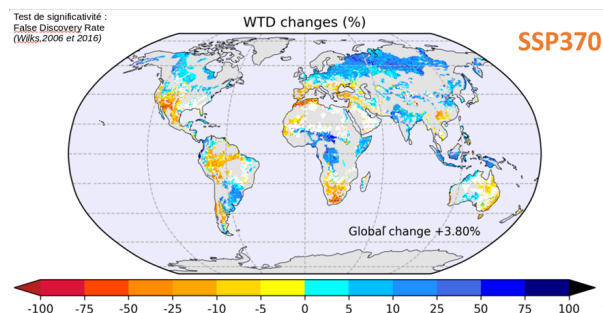 Test de significativité :
False Discovery Rate
(Wilks,2006 et 2016)
WTD changes (%)
SSP370
Global change +3.80%
-100 -75 -50 -25 -10 -5 0 5 10 25 50 75 100